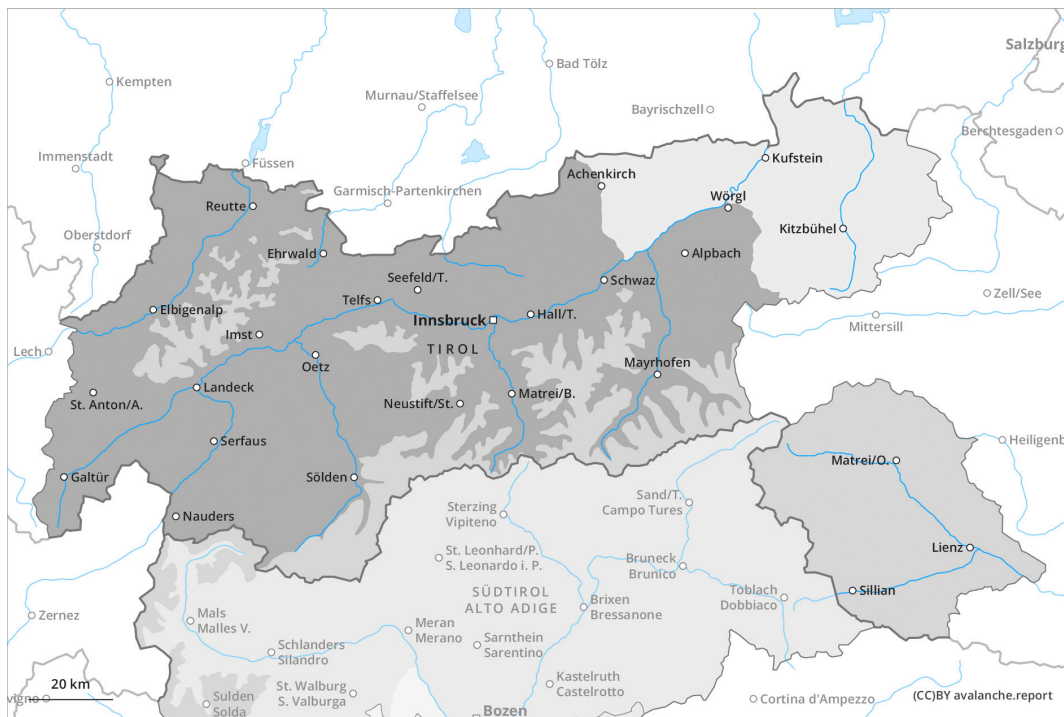 Salzburg
Bad Tölz
Kempten
Murnau/Staffelsee
Bayrischzell
Berchtesgaden
Immenstadt
Füssen
Kufstein
Achenkirch
Garmisch-Partenkirchen
Reutte
Wörgl
Oberstdorf
Kitzbühel
Ehrwald
Alpbach
Seefeld/T.
Schwaz
Zell/See
Telfs
Elbigenalp
Innsbruck
Hall/T.
Mittersill
Imst
TIROL
Lech
Oetz
Mayrhofen
Landeck
St. Anton/A.
Neustift/St.
Matrei/B.
Serfaus
Heiligenb
Matrei/O.
Galtür
Sölden
Sand/T.
Campo Tures
Sterzing
Vipiteno
Nauders
Lienz
St. Leonhard/P.
S. Leonardo i. P.
Bruneck
Brunico
SÜDTIROL
ALTO ADIGE
Sillian
Toblach
Dobbiaco
Brixen
Bressanone
Zernez
Mals
Malles V.
Meran
Merano
Sarnthein
Sarentino
Schlanders
Silandro
Kastelruth
Castelrotto
20 km
St. Walburg
S. Valburga
vigno
Sulden
Solda
Cortina d'Ampezzo
(CC)BY avalanche.report
Bozen